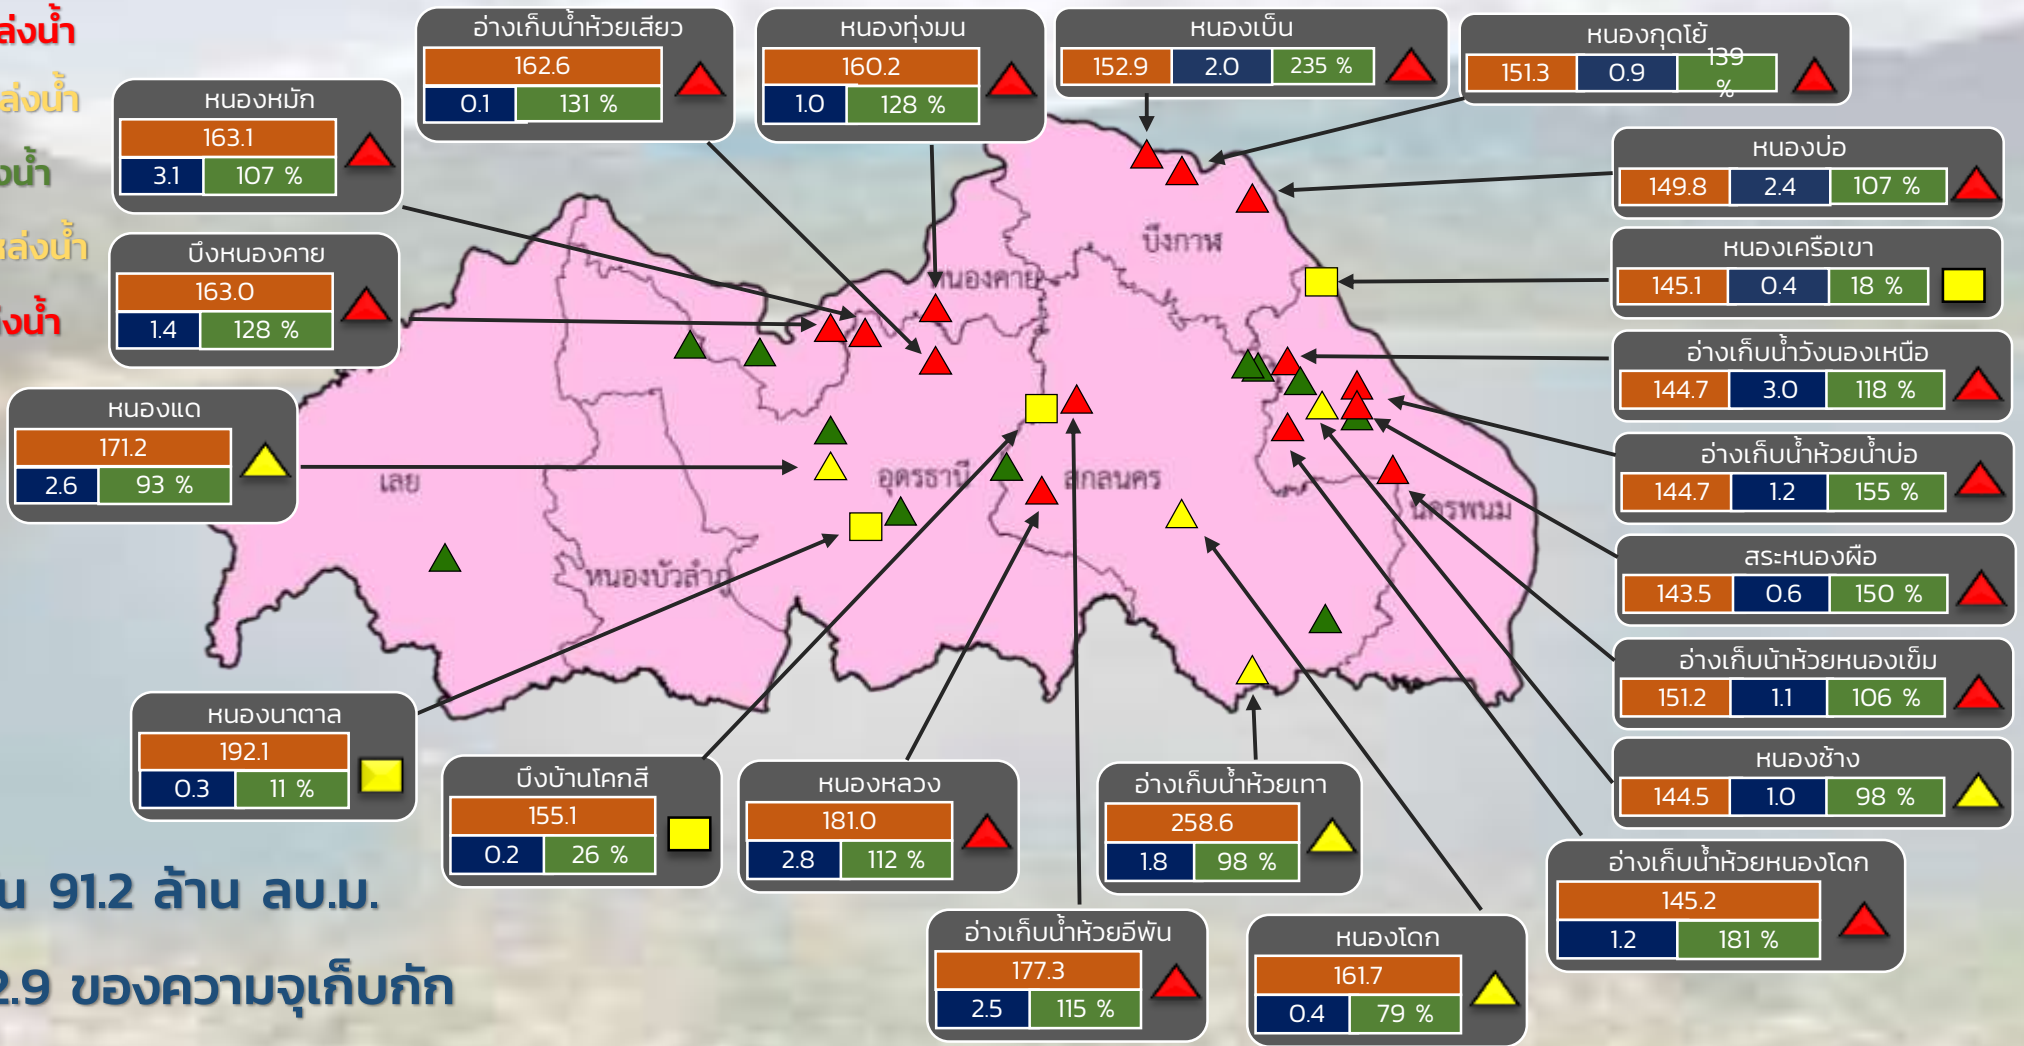 ล่งน้ำ
ล่งน้ำ
งน้ำ
หล่งน้ำ
ล่งน้ำ
อ่างเก็บน้ำห้วยเสียว
162.6
0.1 131 %
หนองทุ่งมน
160.2
1.0 128 %
หนองเบ็น
152.9 2.0 235 %
หนองกุดโย้
151.3 0.9 139 %
หนองหมัก
163.1
3.1 107 %
หนองบ่อ
149.8 2.4 107 %
บึงหนองคาย
163.0
1.4 128 %
หนองเครือเขา
145.1 0.4 18 %
อ่างเก็บน้ำวังนองเหนือ
144.7 3.0 118 %
หนองแด
171.2
2.6 93 %
อ่างเก็บน้ำห้วยน้ำบ่อ
144.7 1.2 155 %
สระหนองผือ
143.5 0.6 150 %
อ่างเก็บน้าห้วยหนองเข็ม
151.2 1.1 106 %
หนองช้าง
144.5 1.0 98 %
บึงกาฬ
หนองคาย
เลย
อุดรธานี
สกลนคร
นครพนม
หนองบัวลำภู
หนองนาตาล
192.1
0.3 11 %
บึงบ้านโคกสี
155.1
0.2 26 %
หนองหลวง
181.0
2.8 112 %
อ่างเก็บน้ำห้วยเทา
258.6
1.8 98 %
อ่างเก็บน้ำห้วยหนองโดก
145.2
1.2 181 %
อ่างเก็บน้ำห้วยอีพัน
177.3
2.5 115 %
หนองโดก
161.7
0.4 79 %
น 91.2 ล้าน ลบ.ม.
2.9 ของความจุเก็บกัก